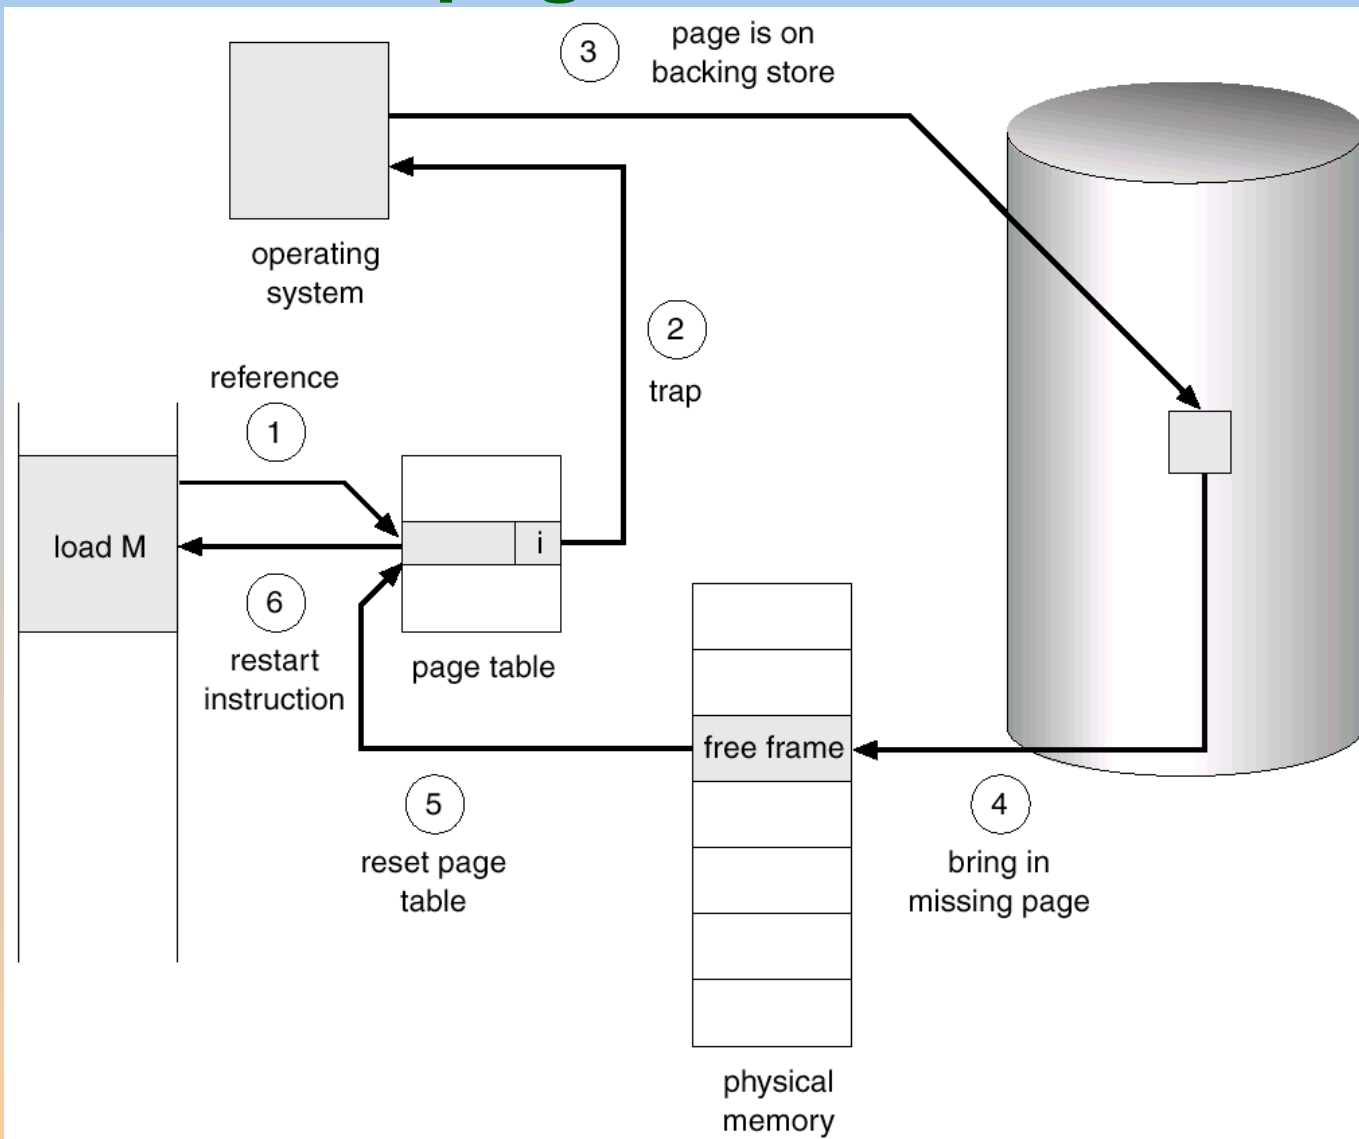 3
page is on
backing store
operating
system
2
trap
reference
1
load M
i
6
restart
instruction
page table
free frame
5
reset page
table
4
bring in
missing page
physical
memory